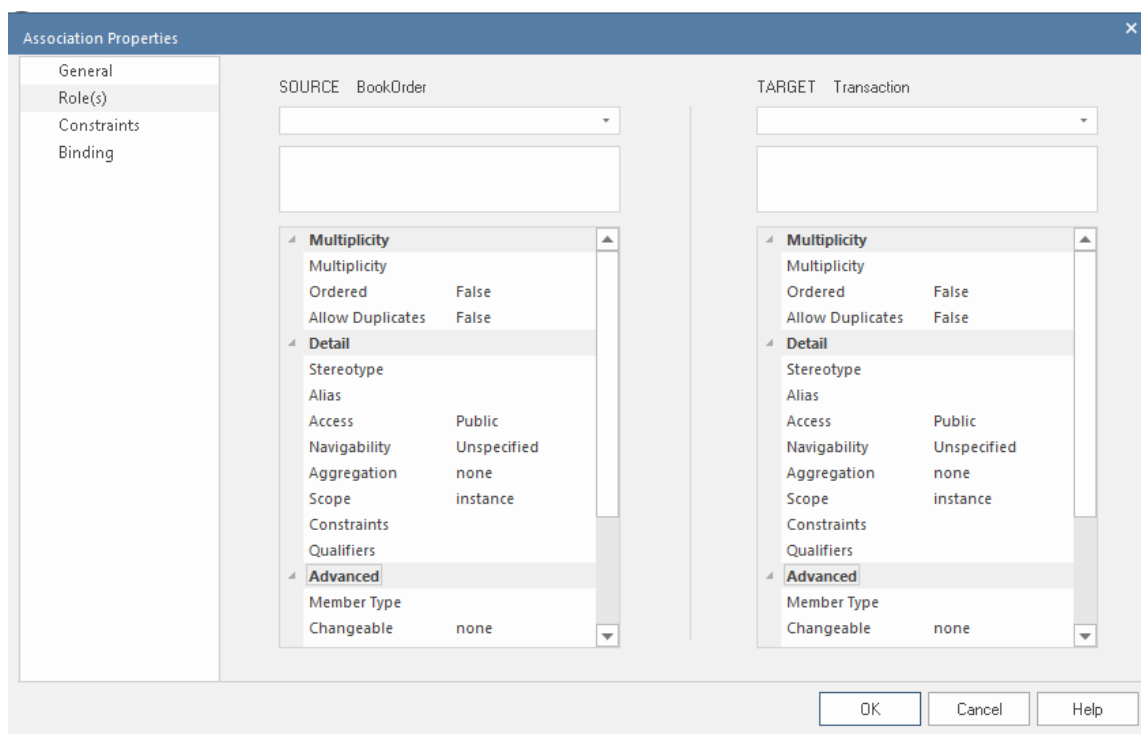 Association Properties
General
Role(s)
Constraints
Binding
SOURCE BookOrder
Multiplicity
Multiplicity
Ordered False
Allow Duplicates False
Detail
Stereotype
Alias
Access Public
Navigability Unspecified
Aggregation none
Scope instance
Constraints
Qualifiers
Advanced
Member Type
Changeable none
TARGET Transaction
Multiplicity
Multiplicity
Ordered False
Allow Duplicates False
Detail
Stereotype
Alias
Access Public
Navigability Unspecified
Aggregation none
Scope instance
Constraints
Qualifiers
Advanced
Member Type
Changeable none
OK Cancel Help